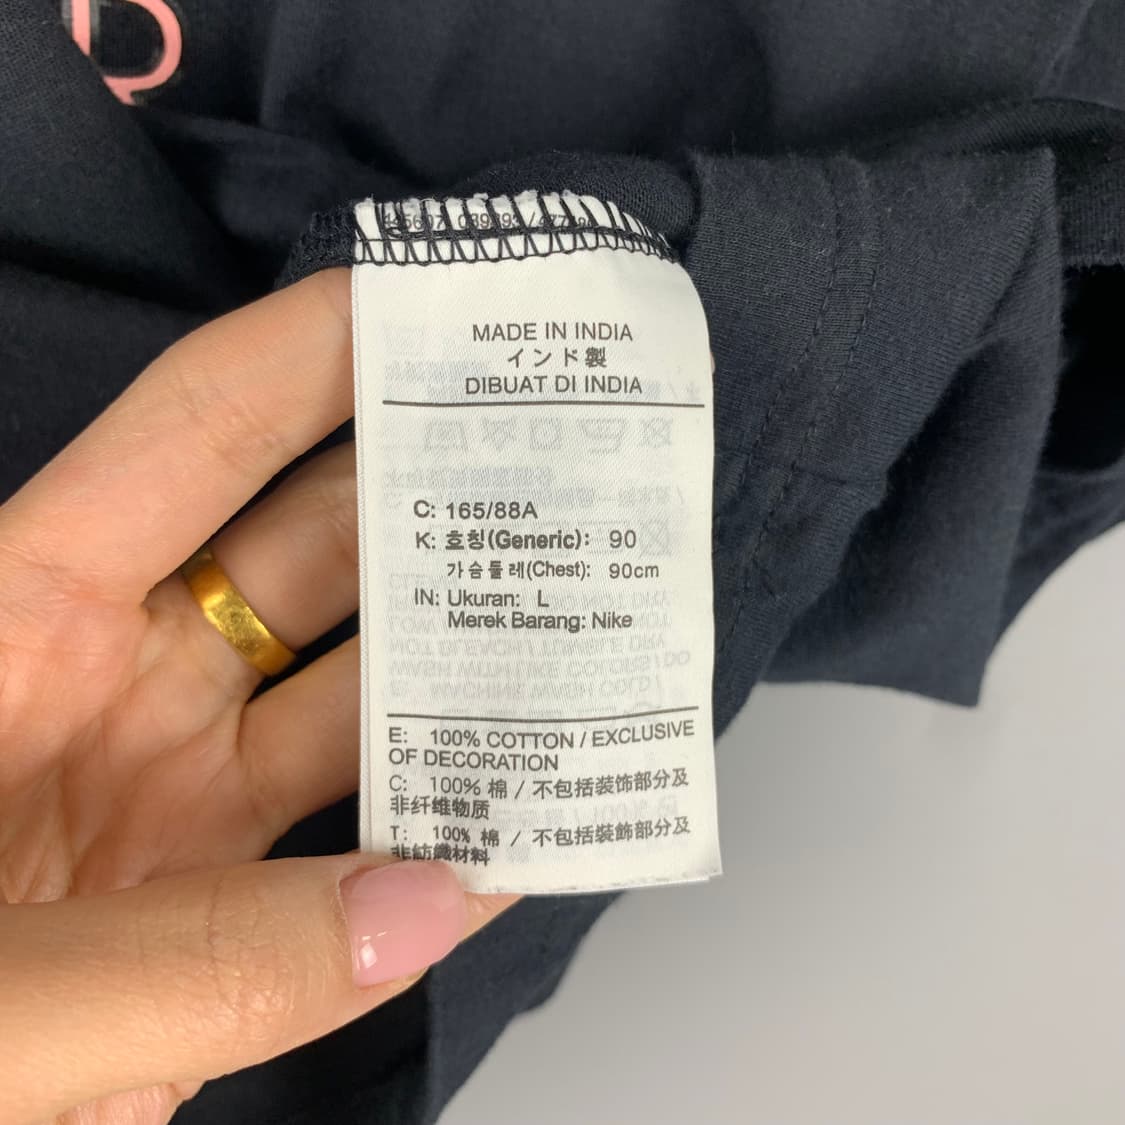 MADE IN INDIA
インド製
DIBUAT DI INDIA
C: 165/88A
K: 호칭(Generic): 90
가슴둘레(Chest): 90cm
IN: Ukuran: L
Merek Barang: Nike
E: 100% COTTON / EXCLUSIVE
OF DECORATION
C: 100% 棉 / 不包括装饰部分及
非纤维物质
T: 100% 棉 / 不包括裝飾部分及
非紡織材料